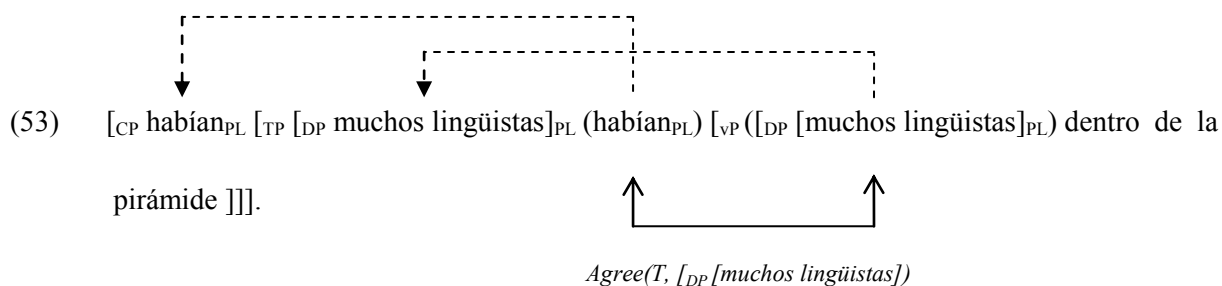 (53) [CP habíanPL [TP [DP muchos lingüistas]PL (habíanPL) [vP ([DP [muchos lingüistas]PL) dentro de la
pirámide ]]].
Agree(T, [DP [muchos lingüistas])